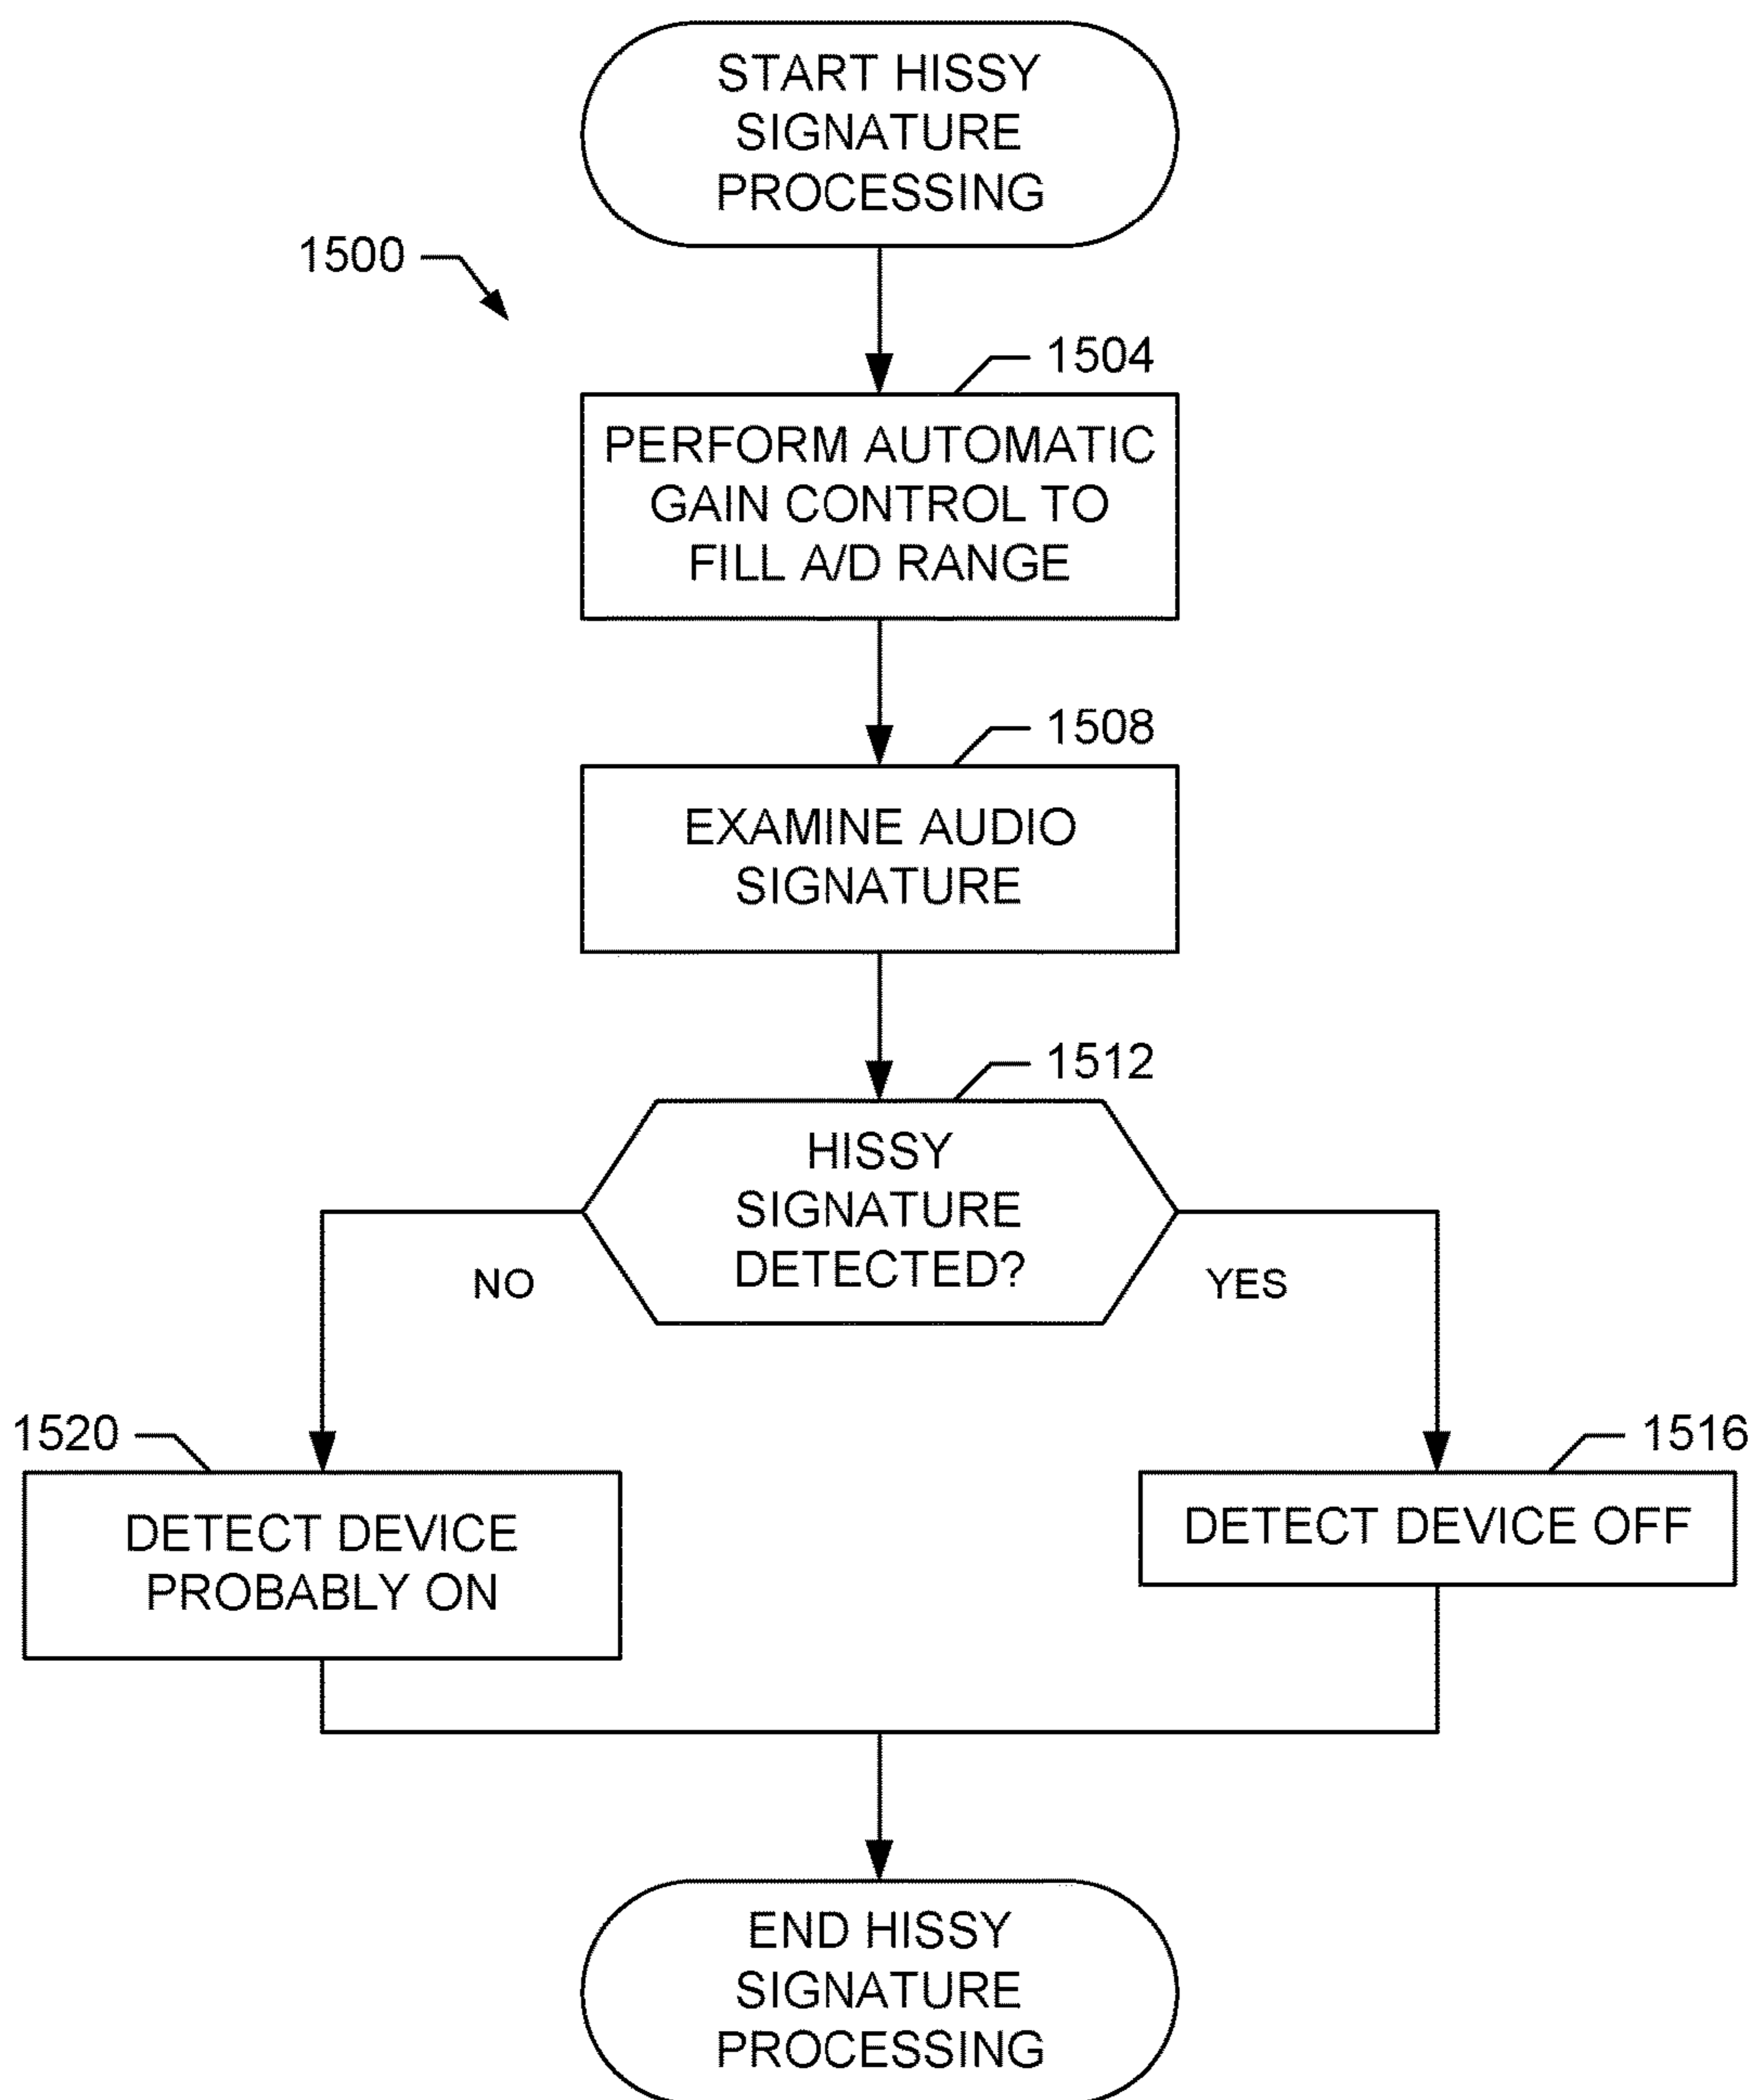 START HISSY
SIGNATURE
PROCESSING
1500
1504
PERFORM AUTOMATIC
GAIN CONTROL TO
FILL A/D RANGE
1508
EXAMINE AUDIO
SIGNATURE
1512
HISSY
SIGNATURE
DETECTED?
NO
YES
1520
DETECT DEVICE
PROBABLY ON
1516
DETECT DEVICE OFF
END HISSY
SIGNATURE
PROCESSING